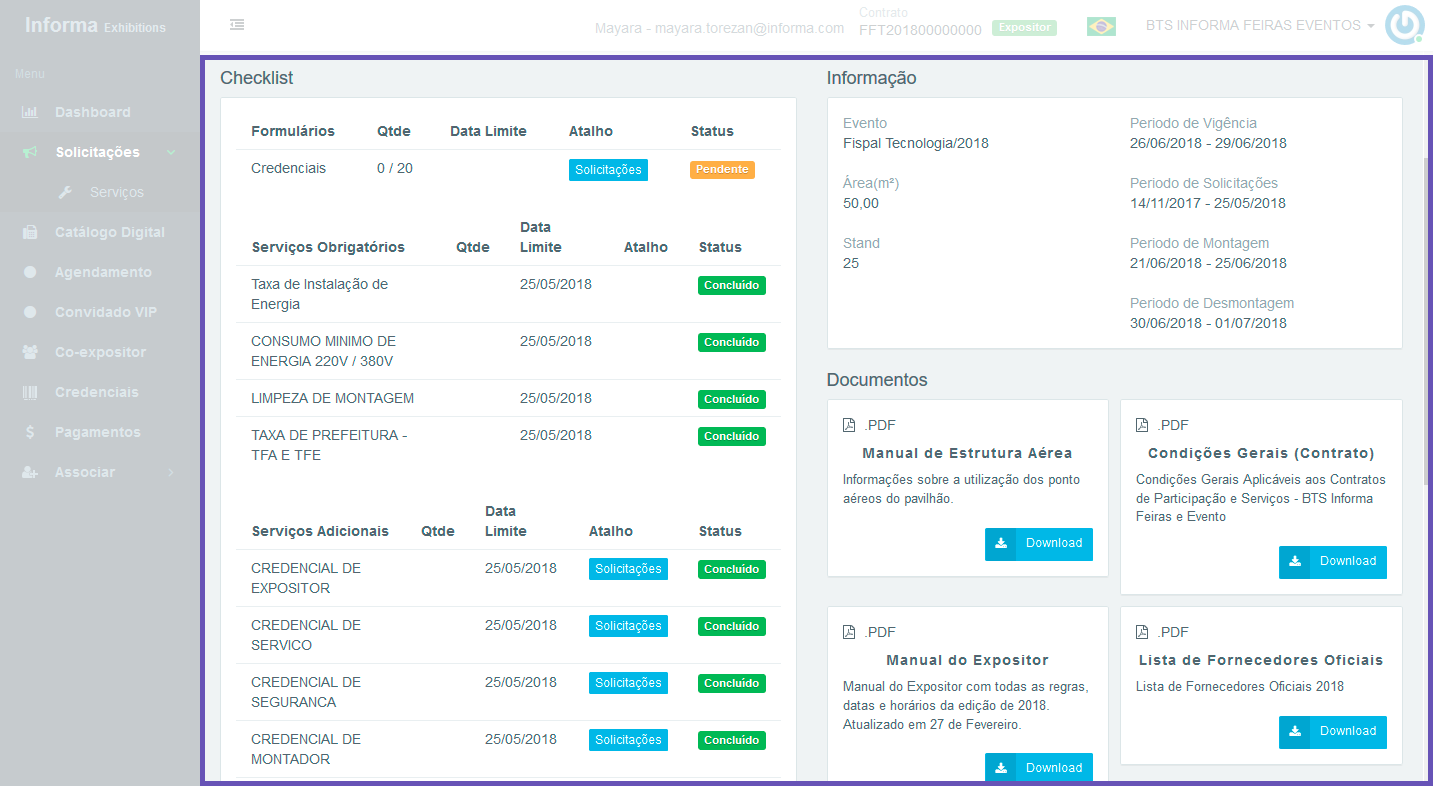 Informa Exhibitions
Mayara - mayara.torezan@informa.com
Contrato
FFT201800000000
Expositor
BTS INFORMA FEIRAS EVENTOS
Menu
Dashboard
Solicitações
Serviços
Catálogo Digital
Agendamento
Convidado VIP
Co-expositor
Credenciais
Pagamentos
Associar
Checklist
Formulários Qtde Data Limite Atalho Status
Credenciais 0 / 20 Solicitações Pendente
Serviços Obrigatórios Qtde Data
Limite Atalho Status
Taxa de Instalação de 25/05/2018 Concluído
Energia
CONSUMO MINIMO DE 25/05/2018 Concluído
ENERGIA 220V / 380V
LIMPEZA DE MONTAGEM 25/05/2018 Concluído
TAXA DE PREFEITURA - 25/05/2018 Concluído
TFA E TFE
Serviços Adicionais Qtde Data
Limite Atalho Status
CREDENCIAL DE 25/05/2018 Solicitações Concluído
EXPOSITOR
CREDENCIAL DE 25/05/2018 Solicitações Concluído
SERVICO
CREDENCIAL DE 25/05/2018 Solicitações Concluído
SEGURANCA
CREDENCIAL DE 25/05/2018 Solicitações Concluído
MONTADOR
Informação
Evento
Fispal Tecnologia/2018
Área(m²)
50,00
Stand
25
Periodo de Vigência
26/06/2018 - 29/06/2018
Periodo de Solicitações
14/11/2017 - 25/05/2018
Periodo de Montagem
21/06/2018 - 25/06/2018
Periodo de Desmontagem
30/06/2018 - 01/07/2018
Documentos
.PDF
Manual de Estrutura Aérea
Informações sobre a utilização dos ponto
aéreos do pavilhão.
Download
.PDF
Condições Gerais (Contrato)
Condições Gerais Aplicáveis aos Contratos
de Participação e Serviços - BTS Informa
Feiras e Evento
Download
.PDF
Manual do Expositor
Manual do Expositor com todas as regras,
datas e horários da edição de 2018.
Atualizado em 27 de Fevereiro.
Download
.PDF
Lista de Fornecedores Oficiais
Lista de Fornecedores Oficiais 2018
Download